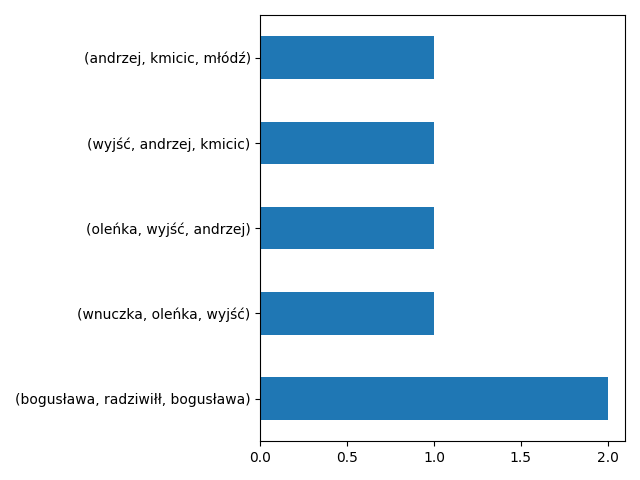 (andrzej, kmicic, młódź)
(wyjść, andrzej, kmicic)
(oleńka, wyjść, andrzej)
(wnuczka, oleńka, wyjść)
(bogusława, radziwiłł, bogusława)
0.0 0.5 1.0 1.5 2.0